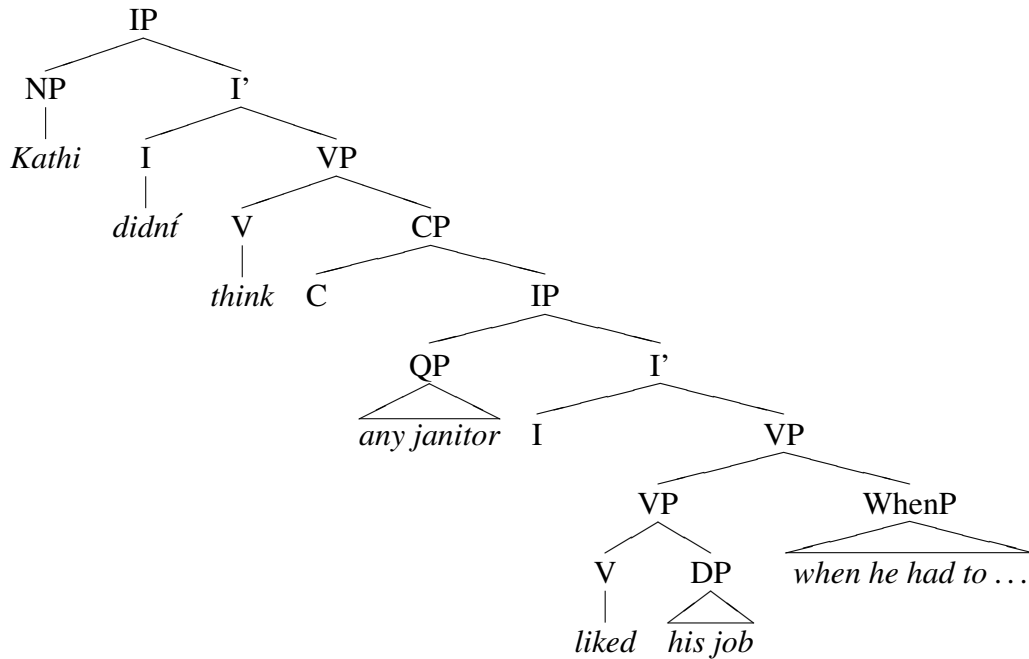 IP
NP I’
Kathi I VP
didnt́ V CP
think C IP
QP I’
any janitor I VP
VP WhenP
V DP when he had to . . .
liked his job